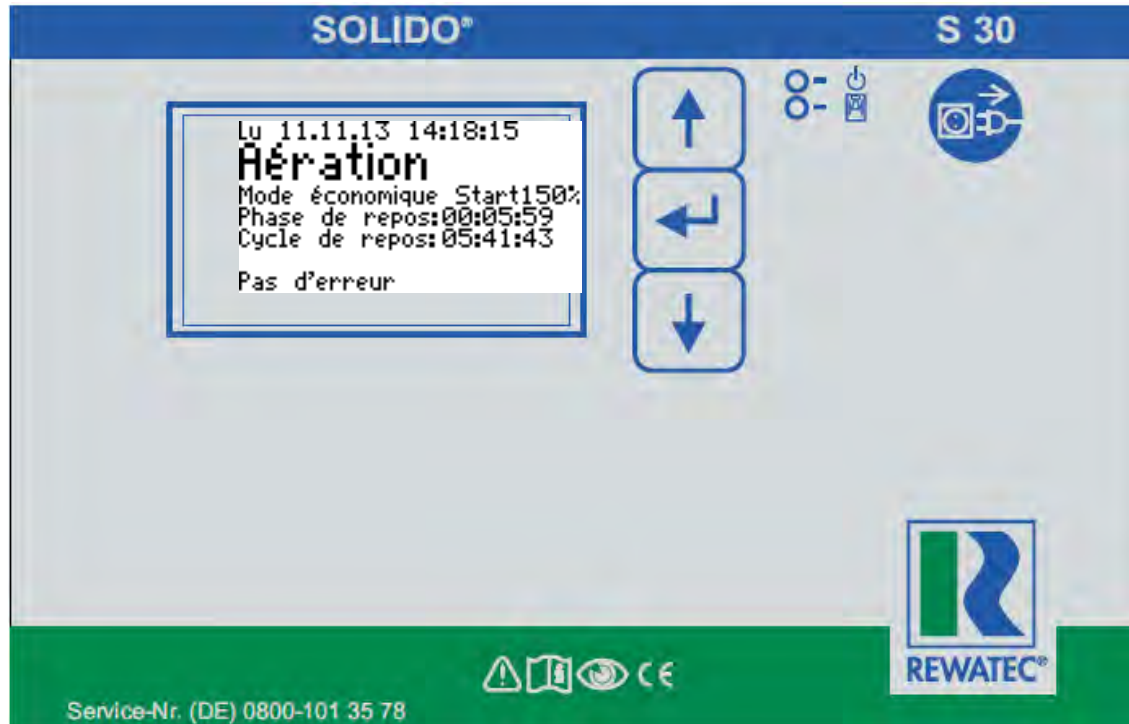 SOLIDO®
S 30
Lu 11.11.13 14:18:15
Aération
Mode économique Start150%
Phase de repos:00:05:59
Cycle de repos:05:41:43
Pas d'erreur
REWATEC®
CE
Service-Nr. (DE) 0800-101 35 78